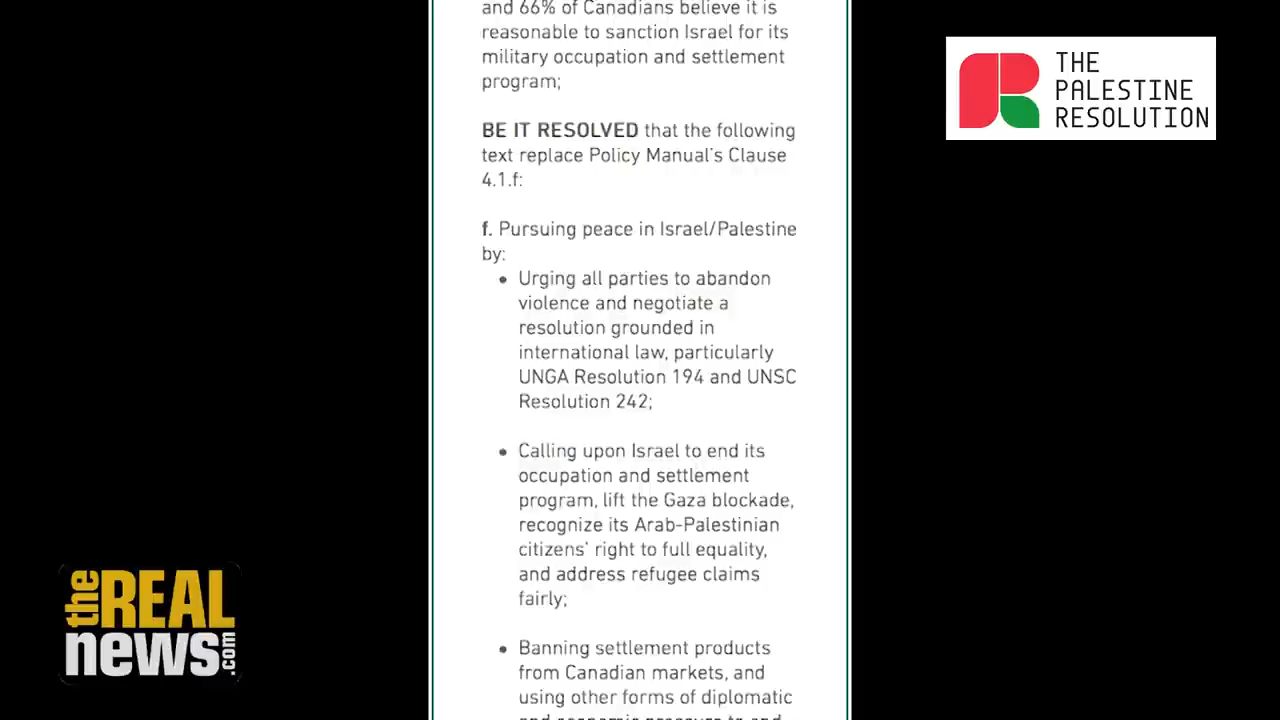 and 66% of Canadians believe it is
reasonable to sanction Israel for its
military occupation and settlement
program;
BE IT RESOLVED that the following
text replace Policy Manual's Clause
4.1.f:
f. Pursuing peace in Israel/Palestine
by:
• Urging all parties to abandon
violence and negotiate a
resolution grounded in
international law, particularly
UNGA Resolution 194 and UNSC
Resolution 242;
• Calling upon Israel to end its
occupation and settlement
program, lift the Gaza blockade,
recognize its Arab-Palestinian
citizens' right to full equality,
and address refugee claims
fairly;
• Banning settlement products
from Canadian markets, and
using other forms of diplomatic
and economic pressure to end
THE
PALESTINE
RESOLUTION
the REAL
news.com